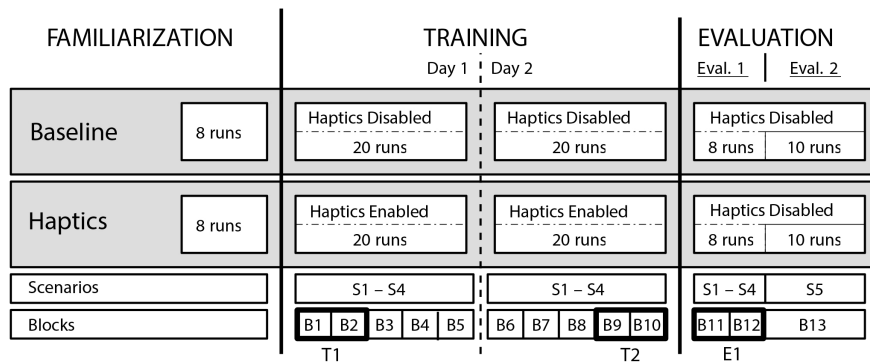 FAMILIARIZATION TRAINING EVALUATION
Day 1 Day 2 Eval. 1 Eval. 2
Baseline 8 runs Haptics Disabled 20 runs Haptics Disabled 20 runs Haptics Disabled 8 runs 10 runs
Haptics 8 runs Haptics Enabled 20 runs Haptics Enabled 20 runs Haptics Disabled 8 runs 10 runs
Scenarios S1 – S4 S1 – S4 S1 – S4 S5
Blocks B1 B2 B3 B4 B5 B6 B7 B8 B9 B10 B11 B12 B13
T1 T2 E1